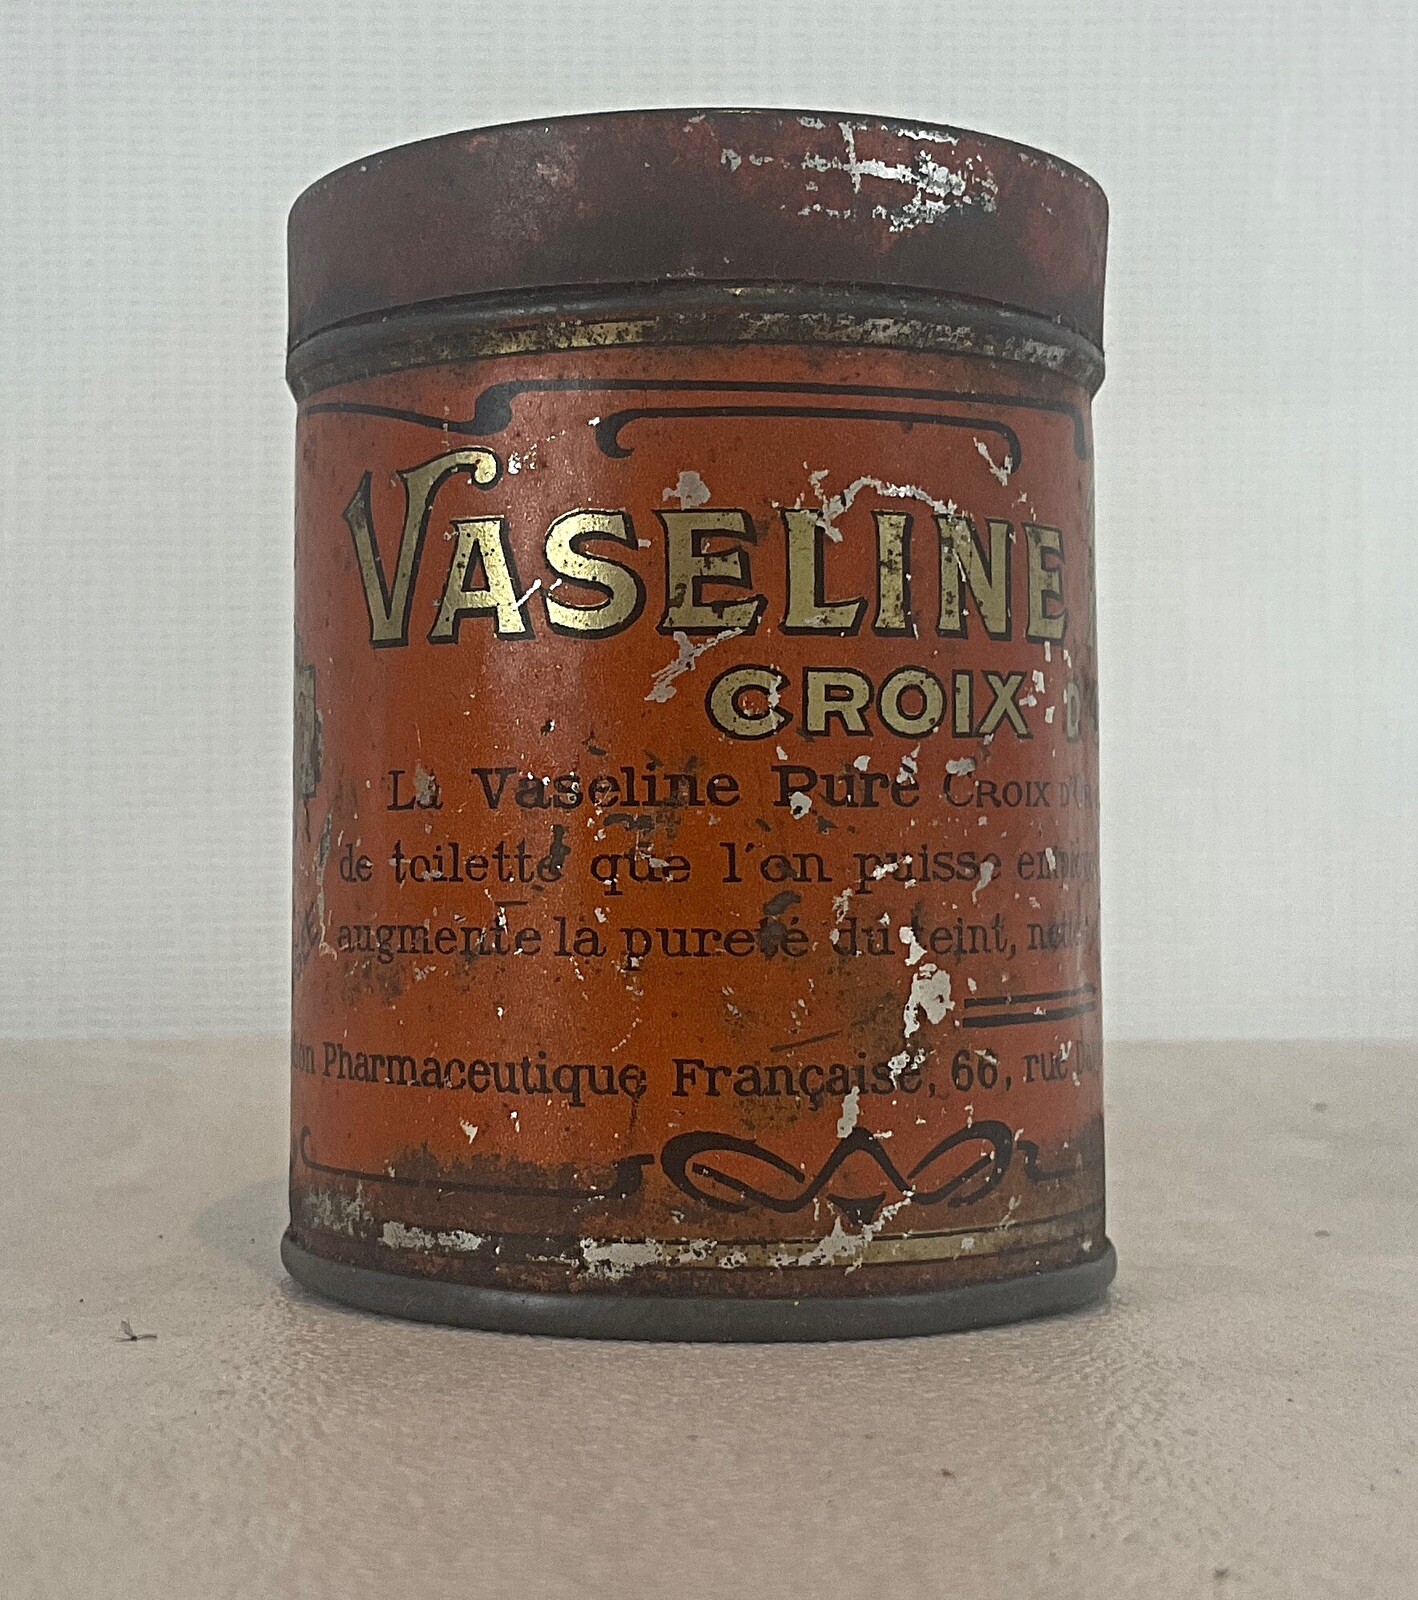 VASELINE
CROIX D'
La Vaseline Pure CROIX D'
de toilette que l'on puisse
augmente la pureté du teint,
Pharmaceutique Française, 66, rue